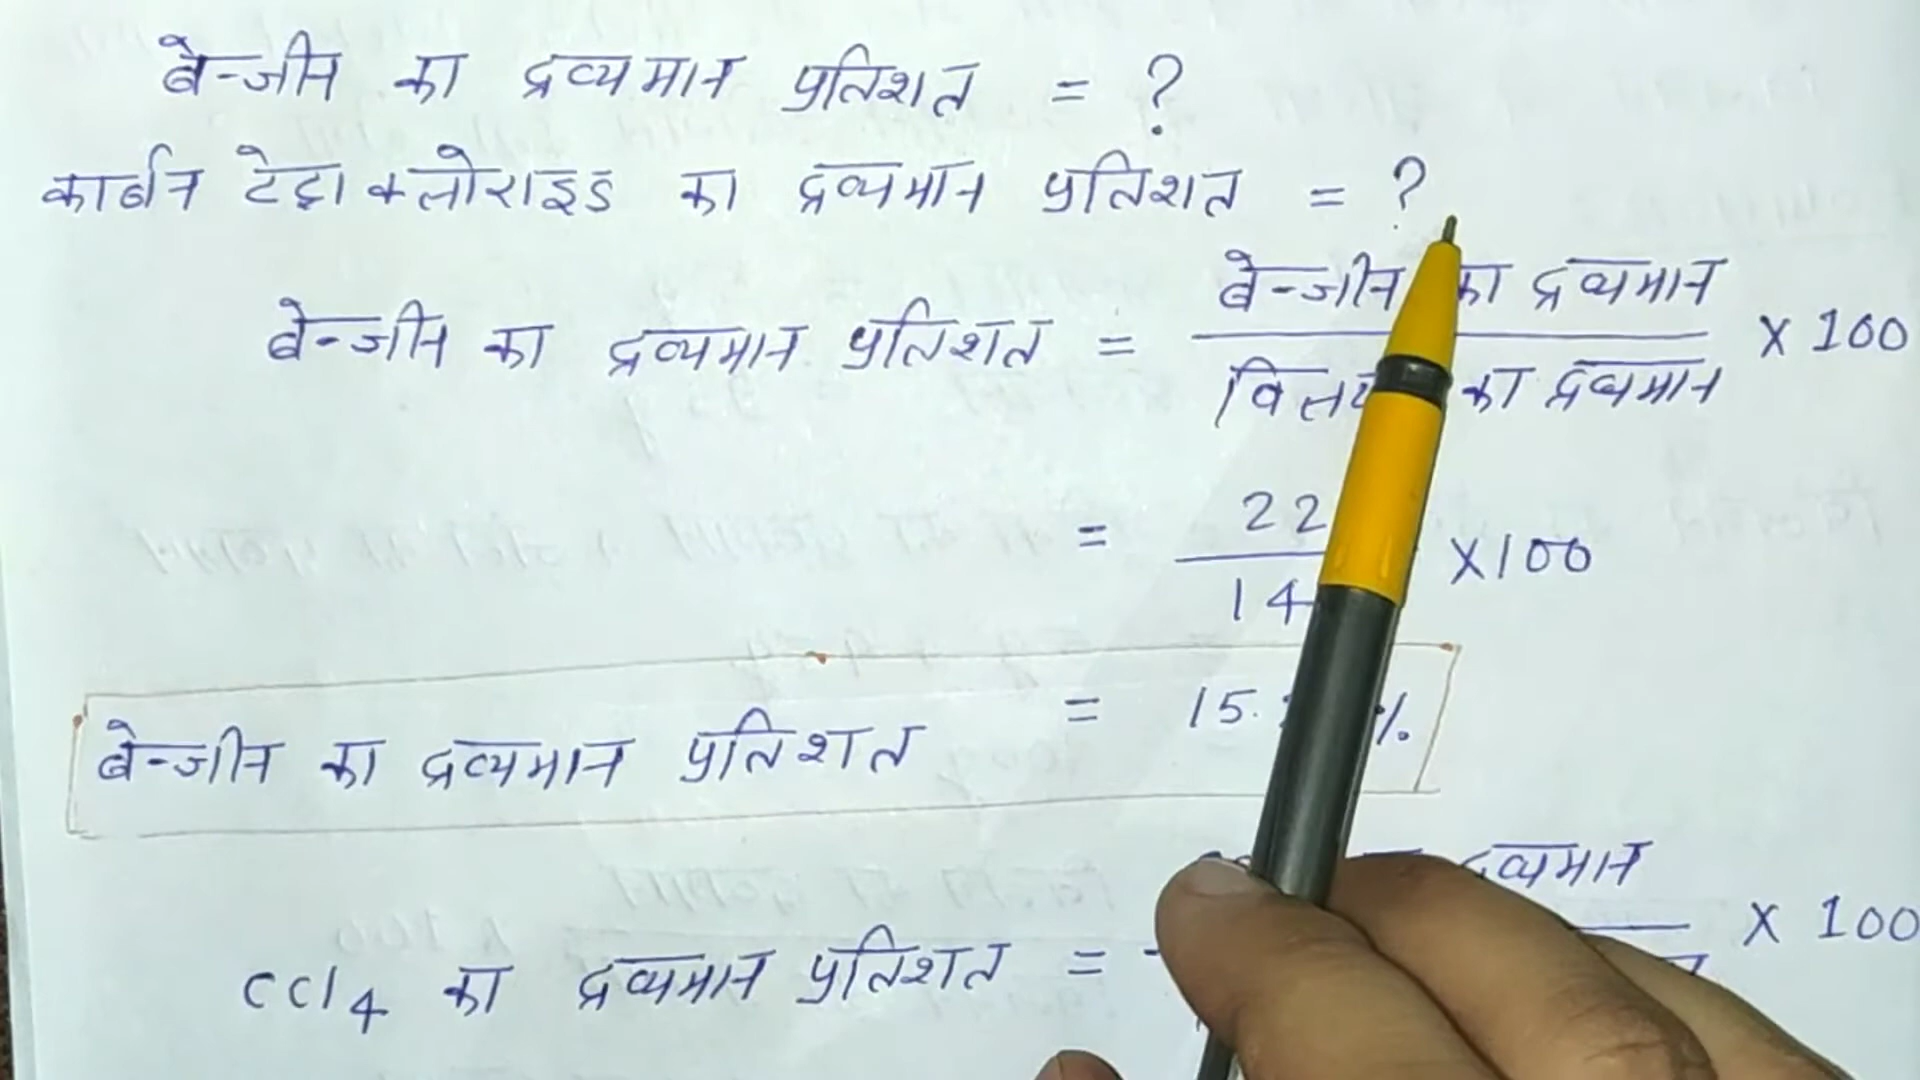 बेन्जीन का द्रव्यमान प्रतिशत = ?
कार्बन टेट्रा क्लोराइड का द्रव्यमान प्रतिशत = ?
बेन्जीन का द्रव्यमान प्रतिशत = बेन्जीन का द्रव्यमान / का द्रव्यमान × 100
= 22 / 14 × 100
बेन्जीन का द्रव्यमान प्रतिशत = 15. %
CCl4 का द्रव्यमान प्रतिशत = द्रव्यमान × 100